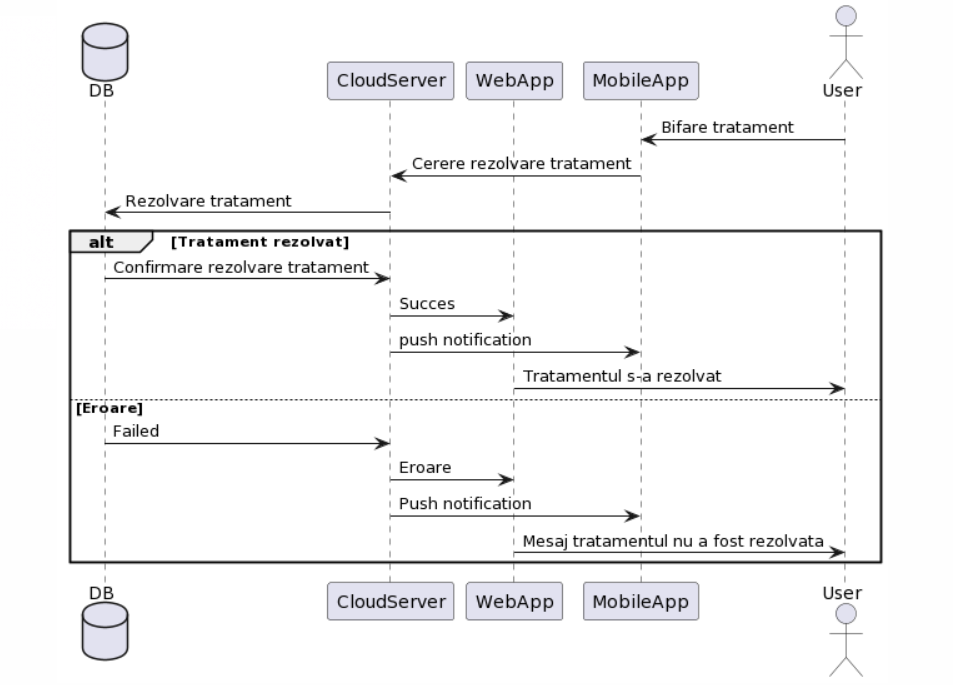 DB
CloudServer
WebApp
MobileApp
User
Bifare tratament
Cerere rezolvare tratament
Rezolvare tratament
alt
[Tratament rezolvat]
Confirmare rezolvare tratament
Succes
push notification
Tratamentul s-a rezolvat
[Eroare]
Failed
Eroare
Push notification
Mesaj tratamentul nu a fost rezolvata
DB
CloudServer
WebApp
MobileApp
User